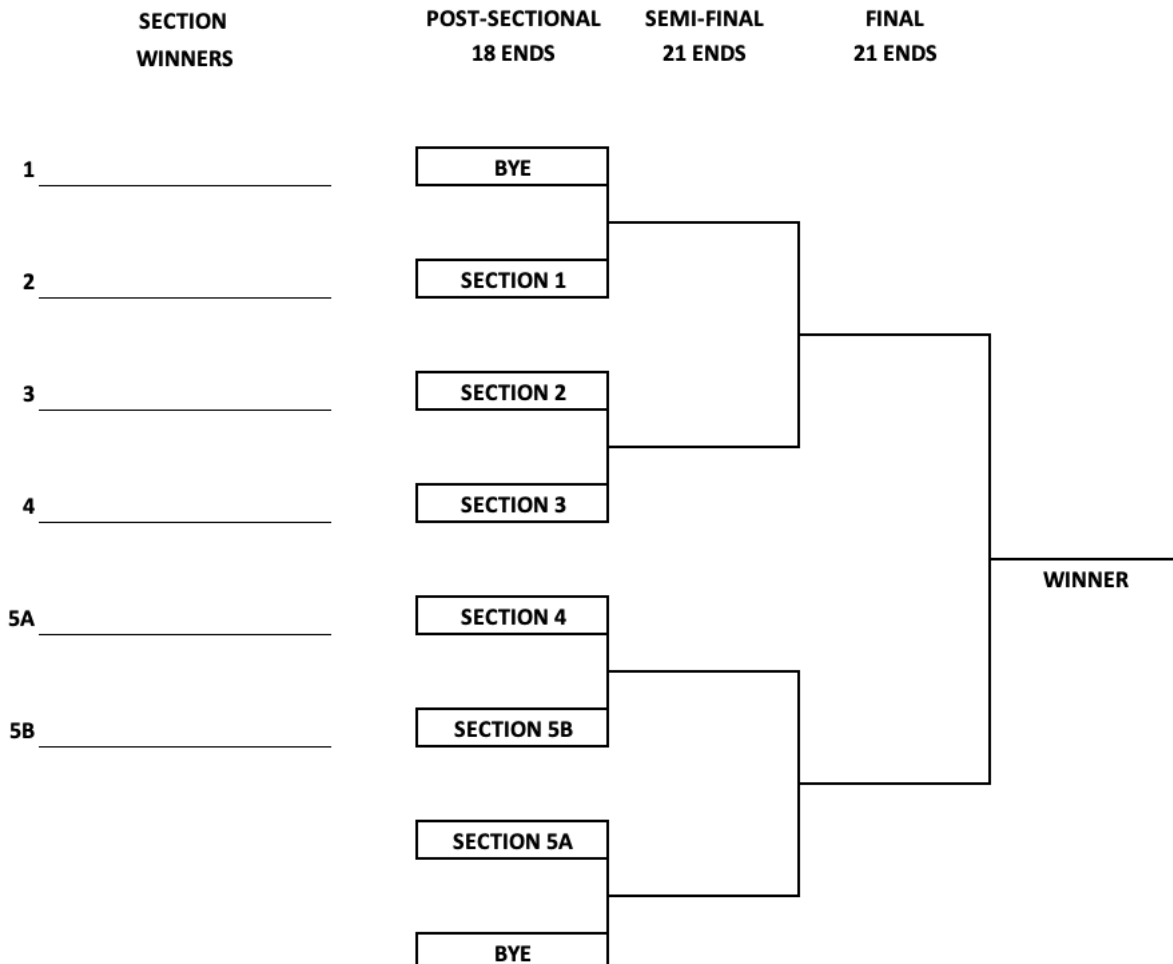 SECTION
WINNERS
POST-SECTIONAL
18 ENDS
SEMI-FINAL
21 ENDS
FINAL
21 ENDS
1
BYE
2
SECTION 1
3
SECTION 2
4
SECTION 3
WINNER
5A
SECTION 4
5B
SECTION 5B
SECTION 5A
BYE